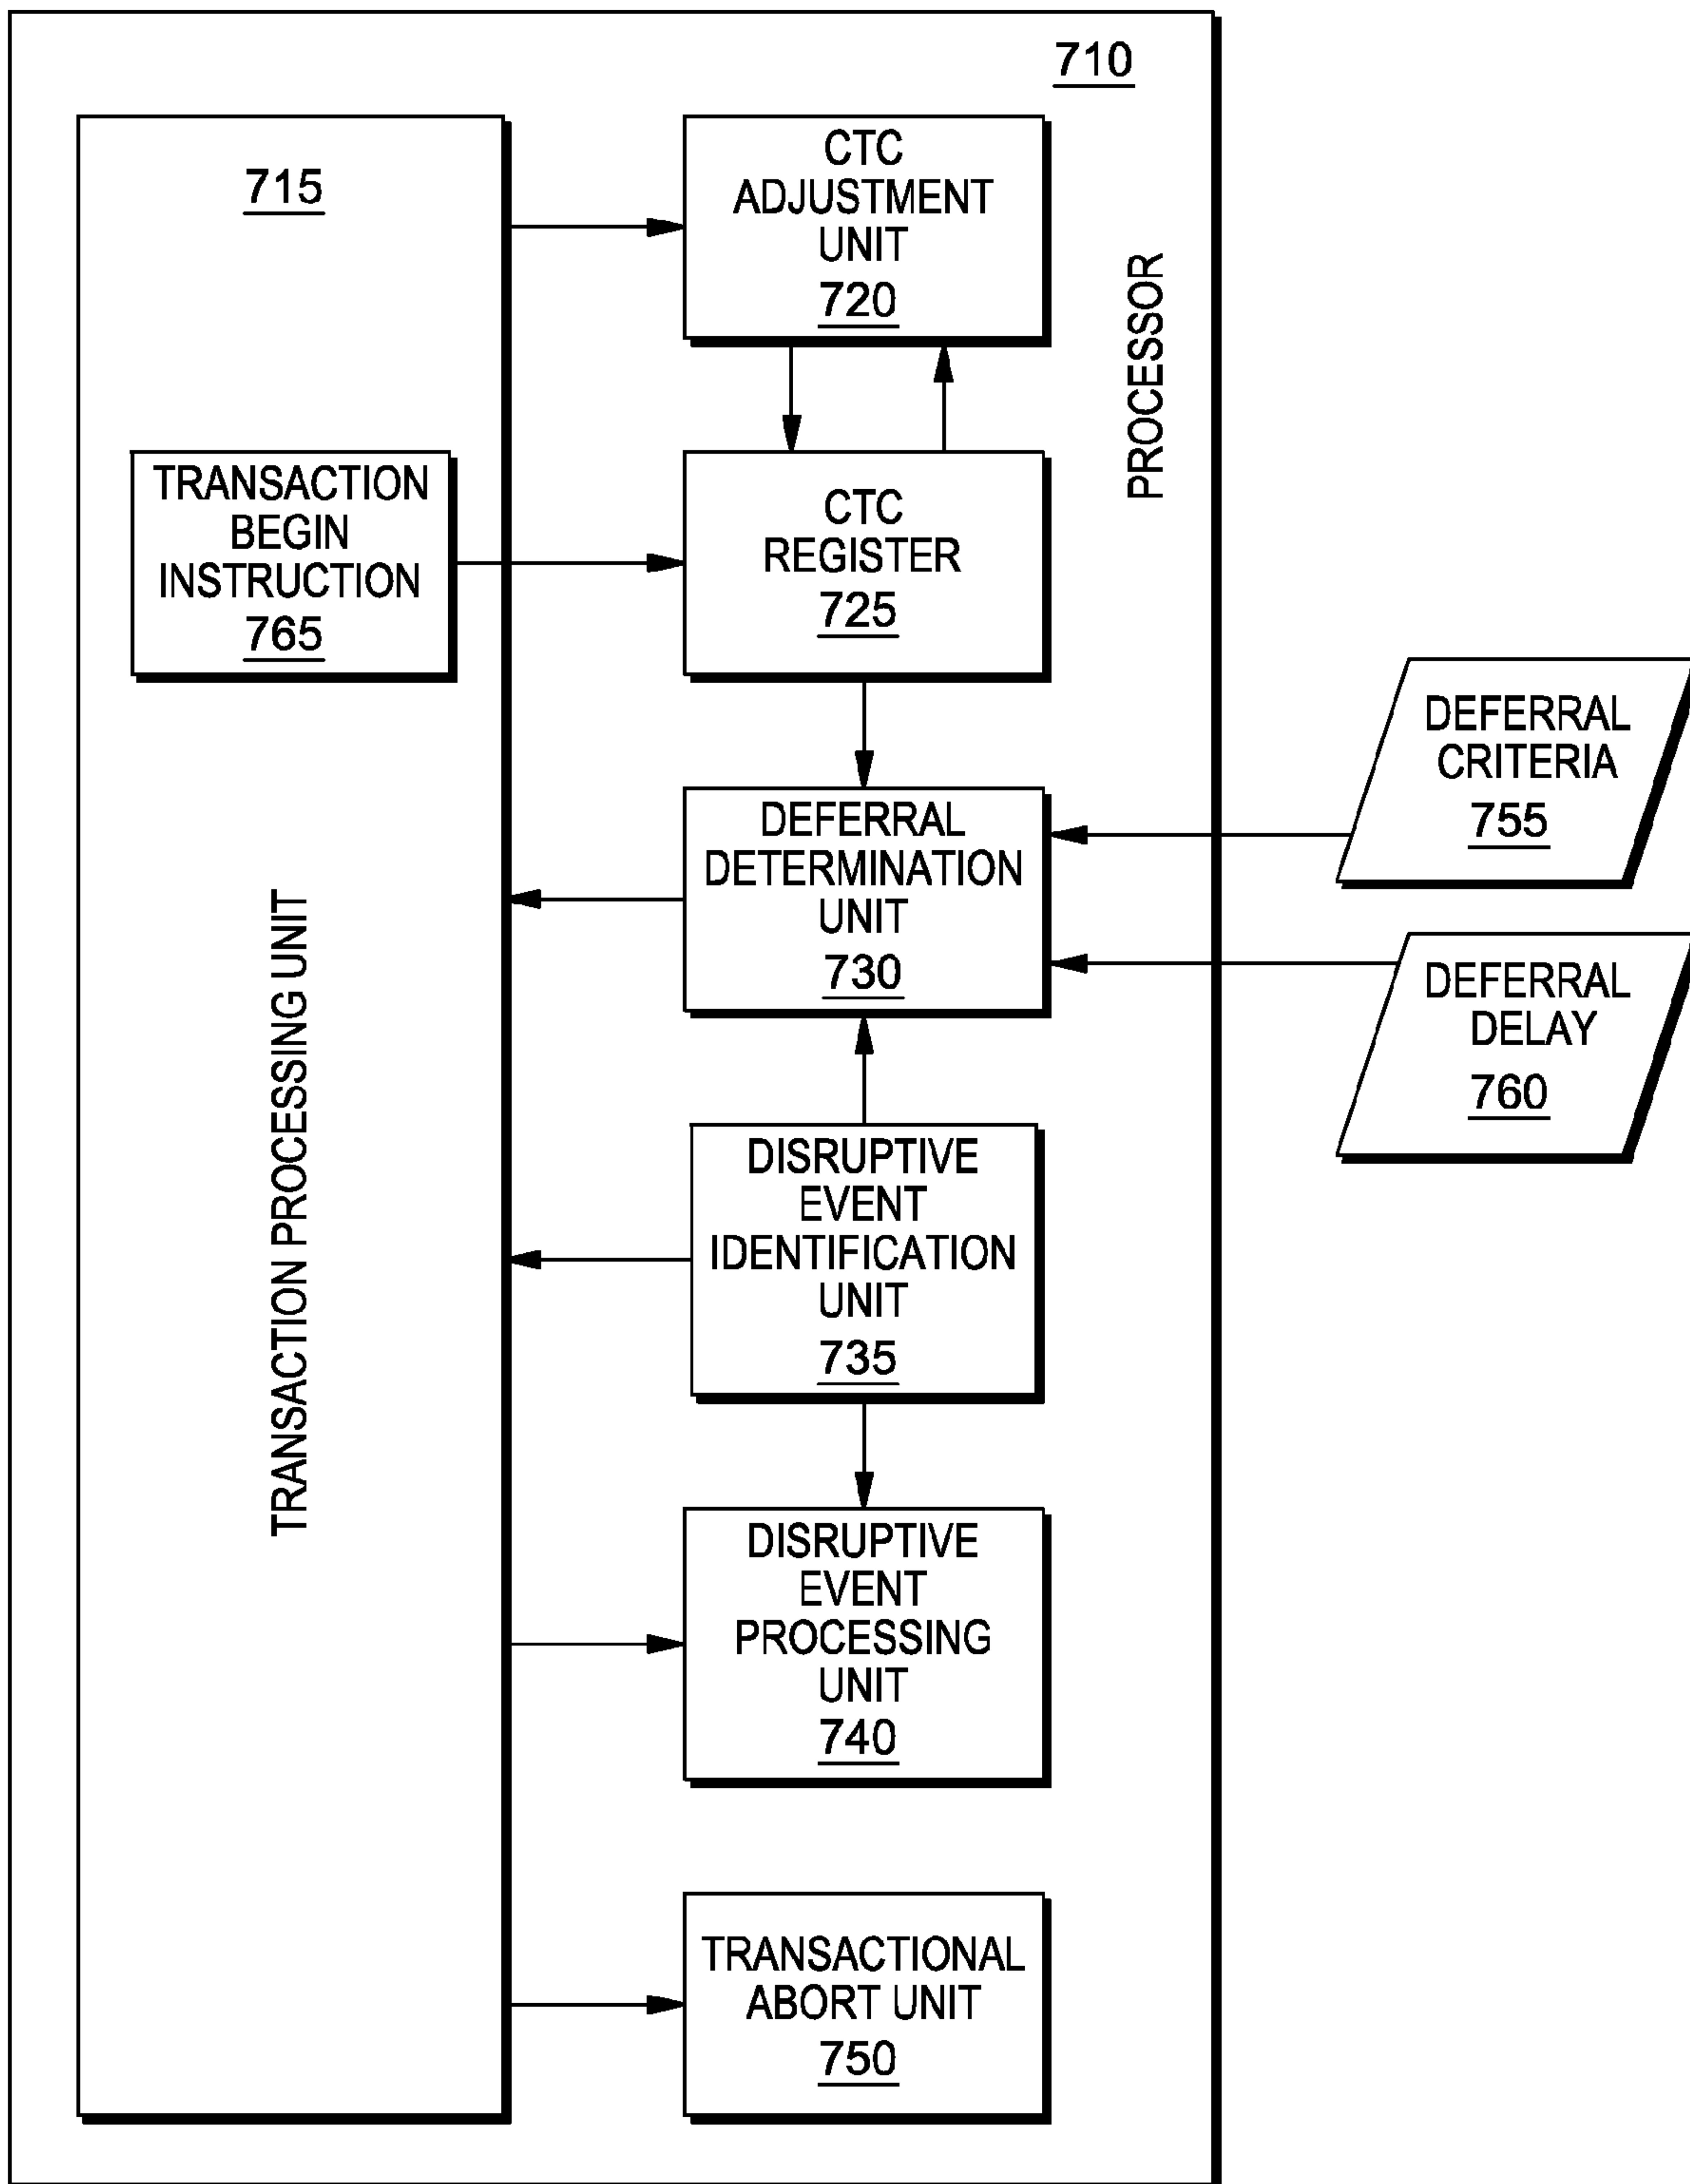 710
PROCESSOR
715
TRANSACTION PROCESSING UNIT
TRANSACTION
BEGIN
INSTRUCTION
765
CTC
ADJUSTMENT
UNIT
720
CTC
REGISTER
725
DEFERRAL
DETERMINATION
UNIT
730
DISRUPTIVE
EVENT
IDENTIFICATION
UNIT
735
DISRUPTIVE
EVENT
PROCESSING
UNIT
740
TRANSACTIONAL
ABORT UNIT
750
DEFERRAL
CRITERIA
755
DEFERRAL
DELAY
760